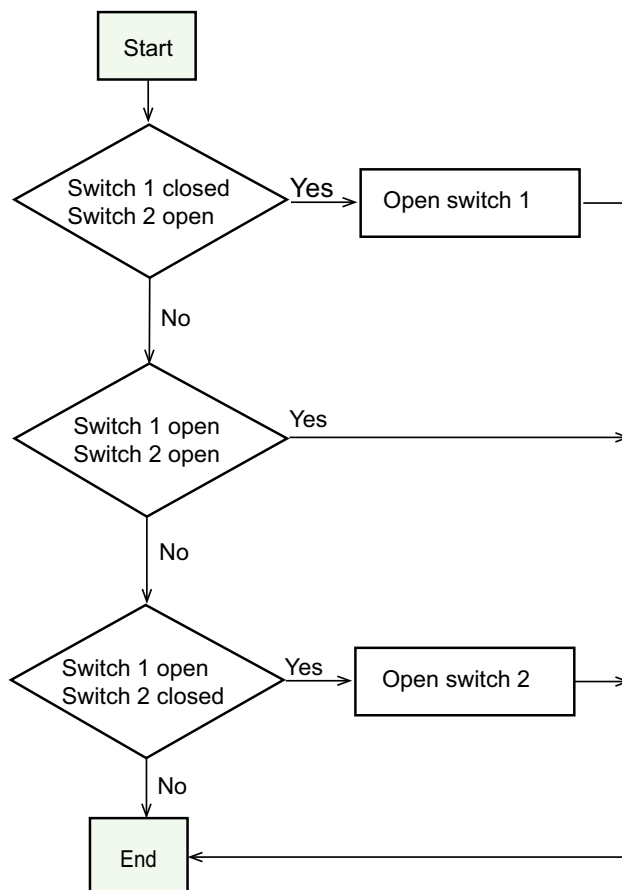 Start
Switch 1 closed
Switch 2 open
Yes
Open switch 1
No
Switch 1 open
Switch 2 open
Yes
No
Switch 1 open
Switch 2 closed
Yes
Open switch 2
No
End